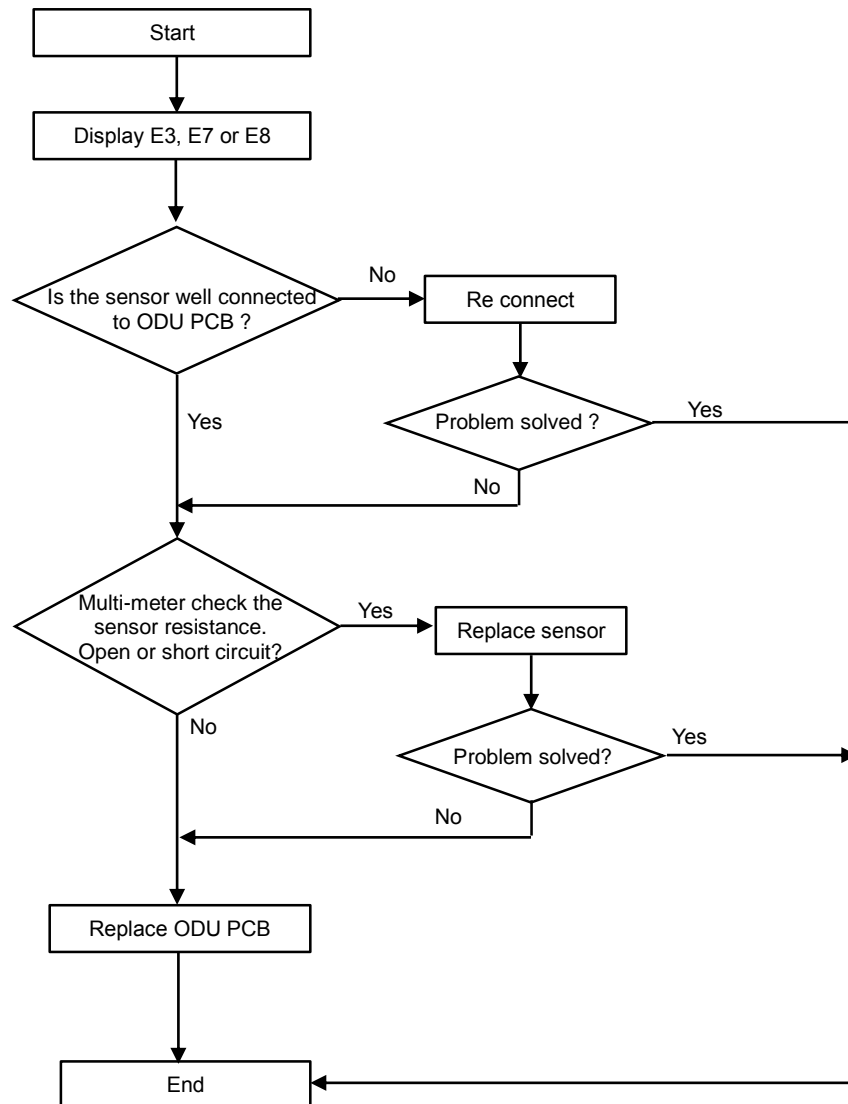 Start
Display E3, E7 or E8
Is the sensor well connected
to ODU PCB ?
No
Re connect
Yes
Problem solved ?
Yes
No
Multi-meter check the
sensor resistance.
Open or short circuit?
Yes
Replace sensor
No
Problem solved?
Yes
No
Replace ODU PCB
End